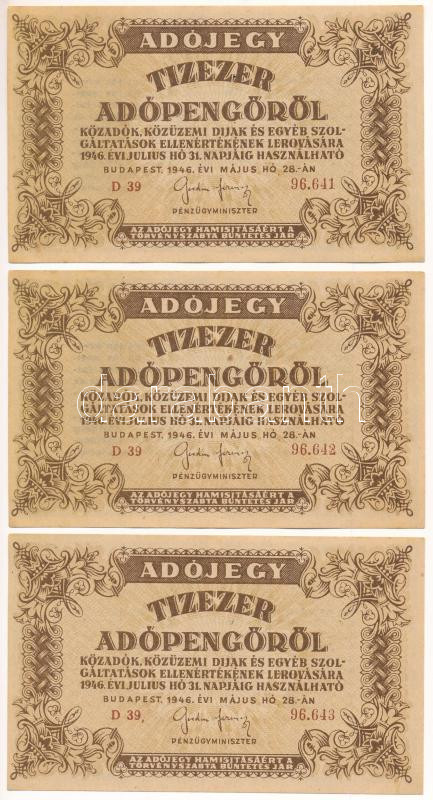 ADÓJEGY
TIZEZER
ADÓPENGŐRŐL
KÖZADÓK, KÖZÜZEMI DIJAK ÉS EGYÉB SZOL-
GÁLTATÁSOK ELLENÉRTÉKÉNEK LEROVÁSÁRA
1946. ÉVI JULIUS HÓ 31. NAPJÁIG HASZNÁLHATÓ
BUDAPEST, 1946. ÉVI MÁJUS HÓ 28.-ÁN
D 39 96.641
PÉNZÜGYMINISZTER
AZ ADÓJEGY HAMISITÁSÁÉRT A
TÖRVÉNYSZABTA BÜNTETÉS JÁR
ADÓJEGY
TIZEZER
ADÓPENGŐRŐL
KÖZADÓK, KÖZÜZEMI DIJAK ÉS EGYÉB SZOL-
GÁLTATÁSOK ELLENÉRTÉKÉNEK LEROVÁSÁRA
1946. ÉVI JULIUS HÓ 31. NAPJÁIG HASZNÁLHATÓ
BUDAPEST, 1946. ÉVI MÁJUS HÓ 28.-ÁN
D 39 96.642
PÉNZÜGYMINISZTER
AZ ADÓJEGY HAMISITÁSÁÉRT A
TÖRVÉNYSZABTA BÜNTETÉS JÁR
ADÓJEGY
TIZEZER
ADÓPENGŐRŐL
KÖZADÓK, KÖZÜZEMI DIJAK ÉS EGYÉB SZOL-
GÁLTATÁSOK ELLENÉRTÉKÉNEK LEROVÁSÁRA
1946. ÉVI JULIUS HÓ 31. NAPJÁIG HASZNÁLHATÓ
BUDAPEST, 1946. ÉVI MÁJUS HÓ 28.-ÁN
D 39, 96.643
PÉNZÜGYMINISZTER
AZ ADÓJEGY HAMISITÁSÁÉRT A
TÖRVÉNYSZABTA BÜNTETÉS JÁR